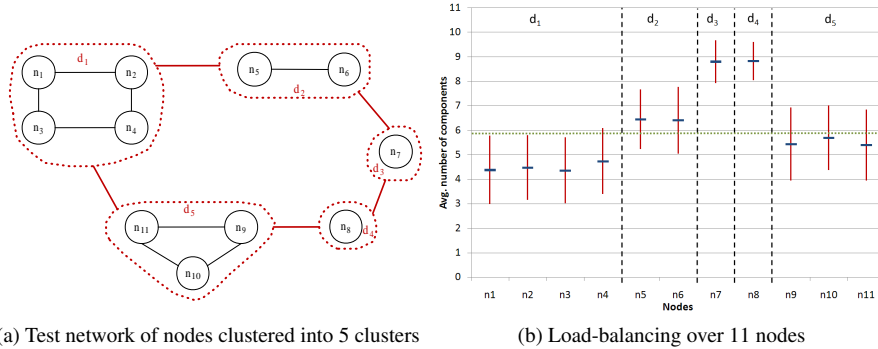 d1
n1
n2
n3
n4
n5
n6
d2
n7
d3
d5
n11
n9
n10
n8
d4
(a) Test network of nodes clustered into 5 clusters
11
10
9
8
7
6
5
4
3
2
1
0
Avg. number of components
d1 d2 d3 d4 d5
n1 n2 n3 n4 n5 n6 n7 n8 n9 n10 n11
Nodes
(b) Load-balancing over 11 nodes